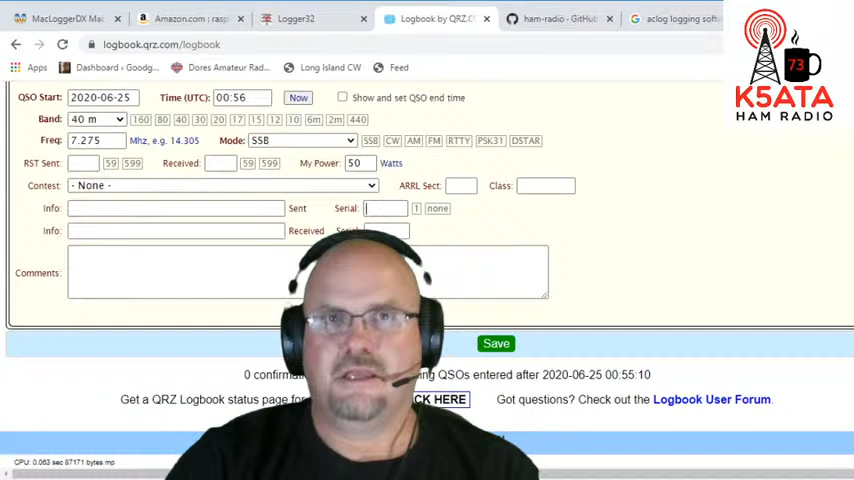 MacLoggerDX Mac
Amazon.com : rasp
Logger32
Logbook by QRZ.CO
ham-radio · GitHub
aclog logging softw
logbook.qrz.com/logbook
Apps
Dashboard ‹ Goodg...
Dores Amateur Rad...
Long Island CW
Feed
73
K5ATA
HAM RADIO
QSO Start: 2020-06-25 Time (UTC): 00:56 Now Show and set QSO end time
Band: 40 m 160 80 40 30 20 17 15 12 10 6m 2m 440
Freq: 7.275 Mhz, e.g. 14.305 Mode: SSB SSB CW AM FM RTTY PSK31 DSTAR
RST Sent: 59 599 Received: 59 599 My Power: 50 Watts
Contest: - None - ARRL Sect: Class:
Info: Sent Serial: 1 none
Info: Received
Comments:
Save
0 confirma
QSOs entered after 2020-06-25 00:55:10
Get a QRZ Logbook status page for
CK HERE Got questions? Check out the Logbook User Forum.
CPU: 0.063 sec 87171 bytes mp